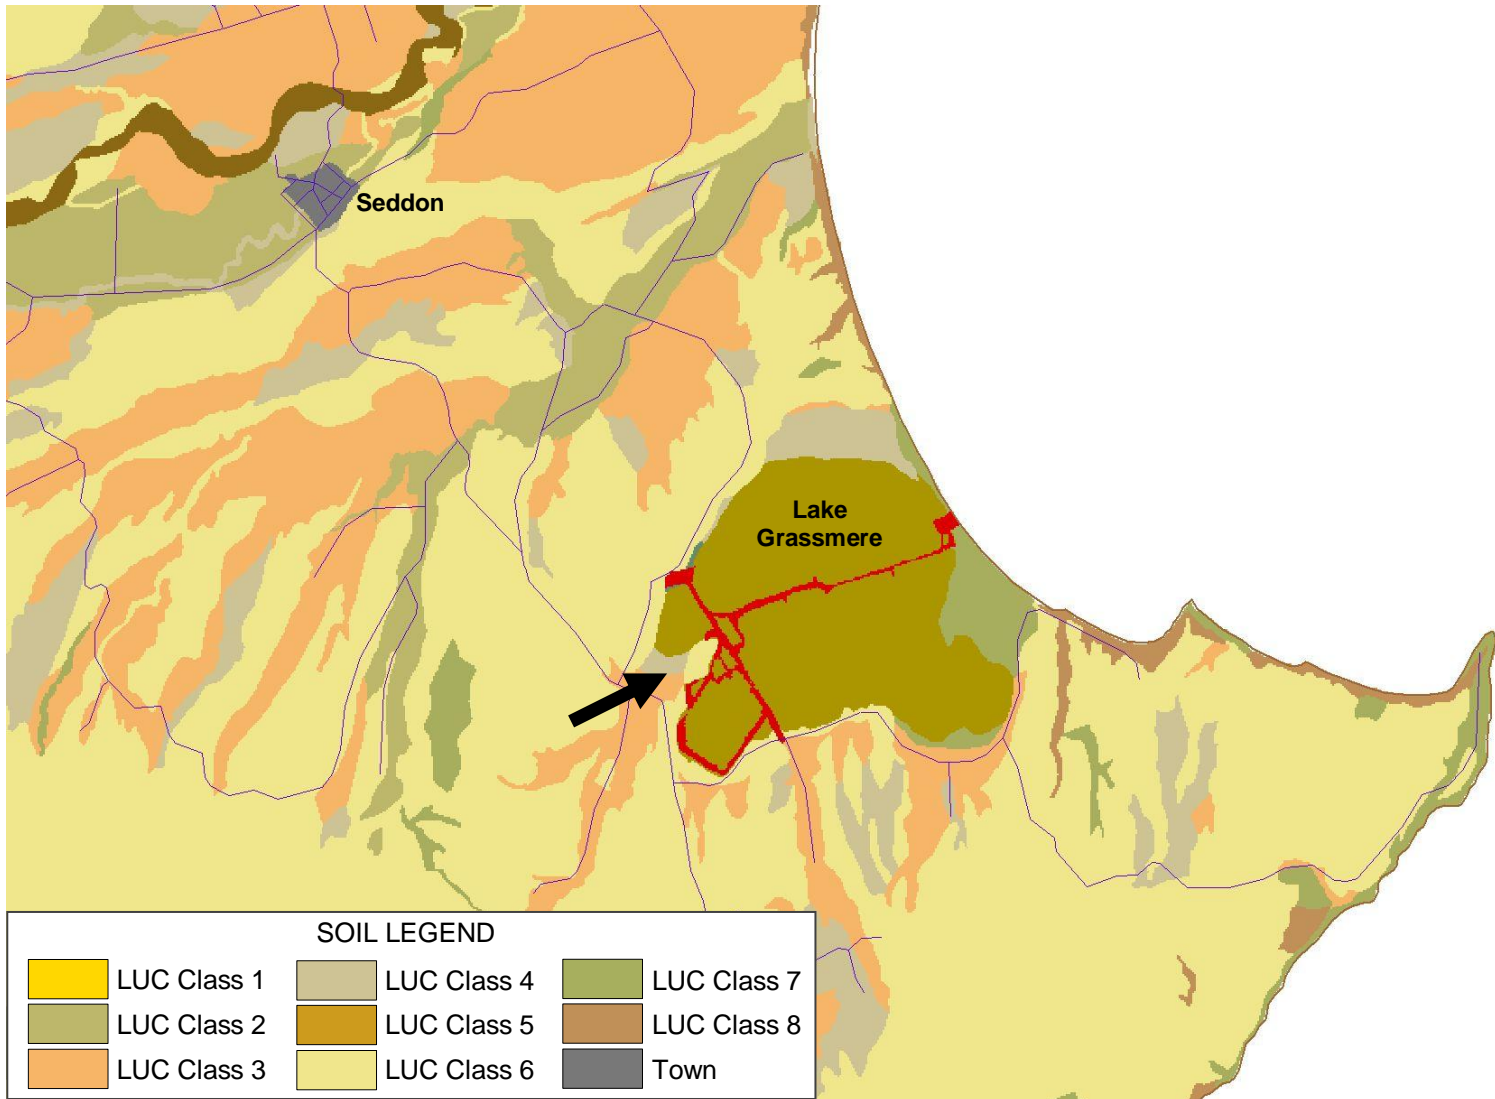 Seddon
Lake
Grassmere
SOIL LEGEND
LUC Class 1
LUC Class 4
LUC Class 7
LUC Class 2
LUC Class 5
LUC Class 8
LUC Class 3
LUC Class 6
Town